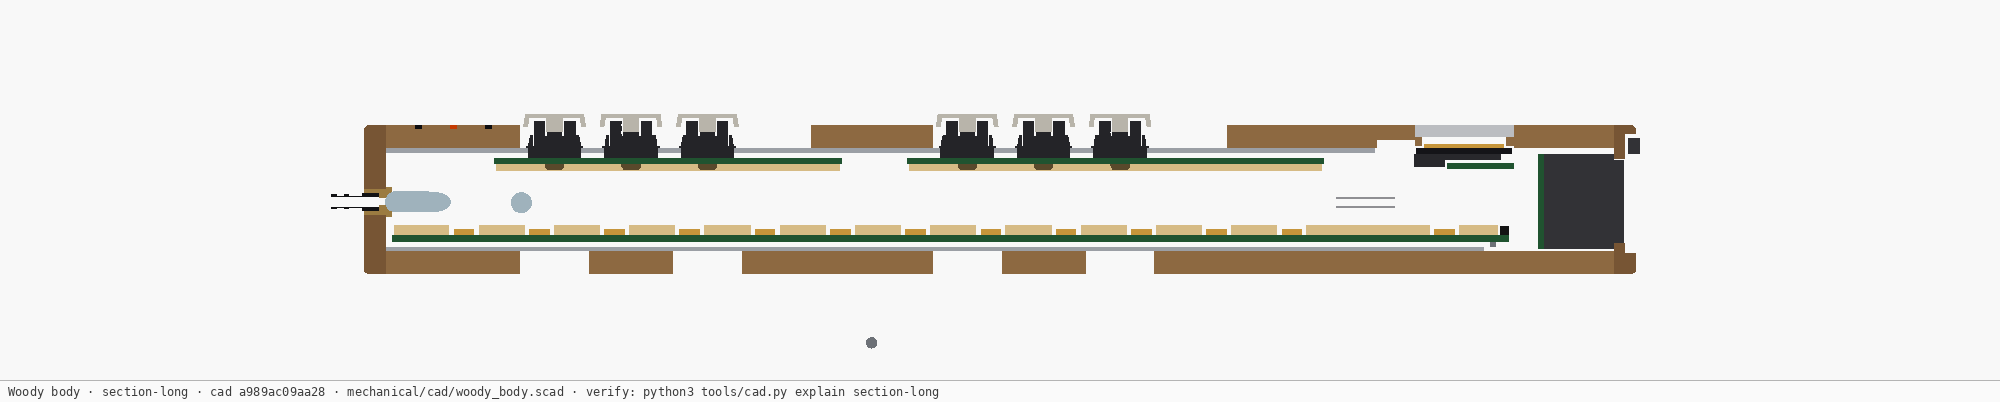 Woody body · section-long · cad a989ac09aa28 · mechanical/cad/woody_body.scad · verify: python3 tools/cad.py explain section-long